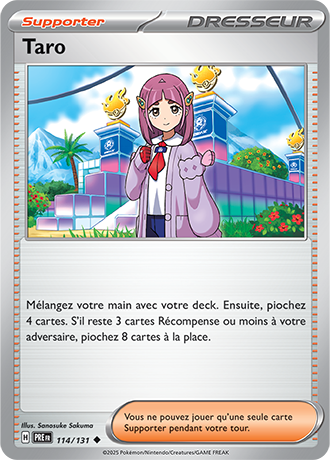 Supporter
DRESSEUR
Taro
Mélangez votre main avec votre deck. Ensuite, piochez
4 cartes. S'il reste 3 cartes Récompense ou moins à votre
adversaire, piochez 8 cartes à la place.
Illus. Sanosuke Sakuma
H PRE FR 114/131 ◆
Vous ne pouvez jouer qu'une seule carte
Supporter pendant votre tour.
©2025 Pokémon/Nintendo/Creatures/GAME FREAK